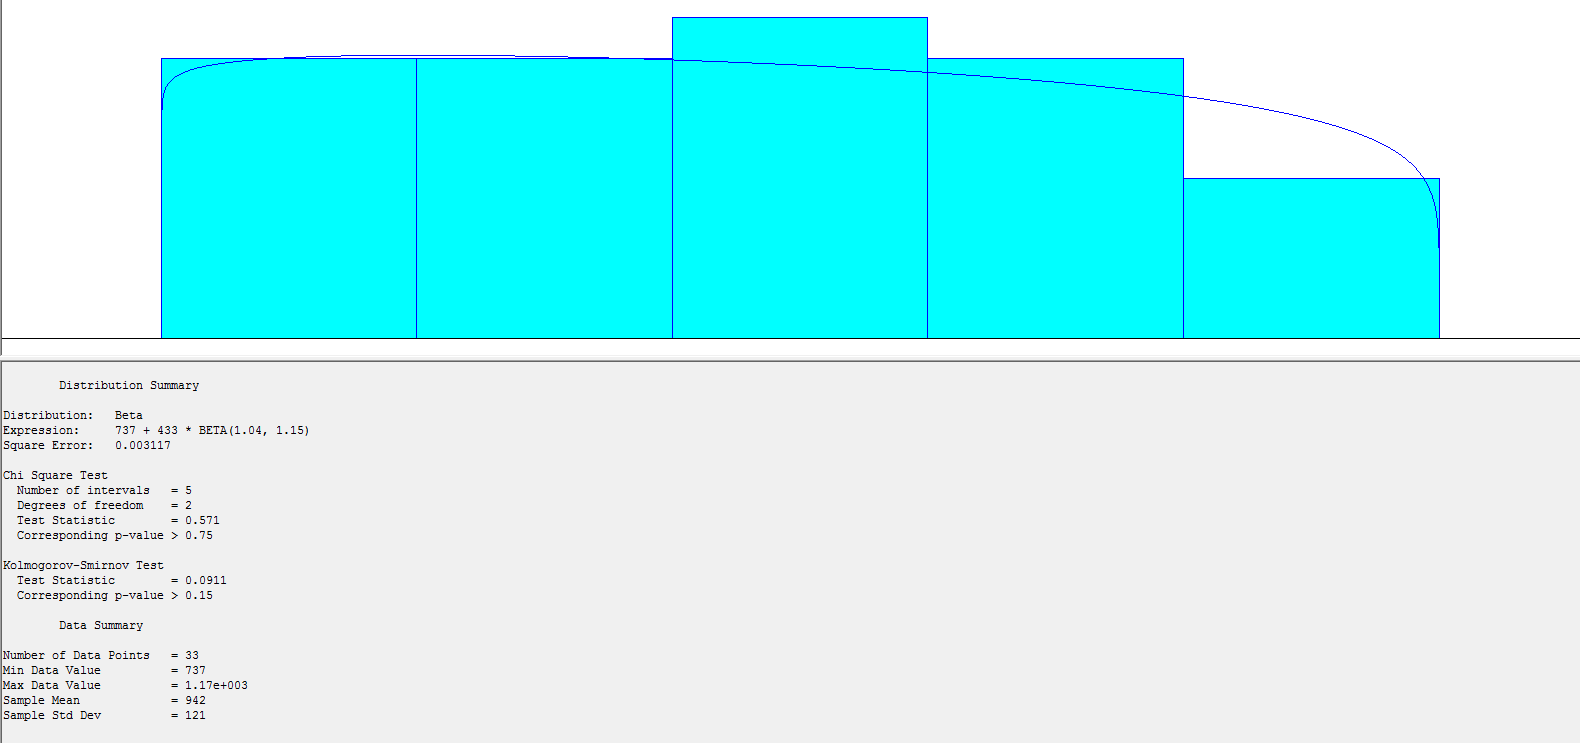 Distribution Summary
Distribution: Beta
Expression: 737 + 433 * BETA(1.04, 1.15)
Square Error: 0.003117
Chi Square Test
Number of intervals = 5
Degrees of freedom = 2
Test Statistic = 0.571
Corresponding p-value > 0.75
Kolmogorov-Smirnov Test
Test Statistic = 0.0911
Corresponding p-value > 0.15
Data Summary
Number of Data Points = 33
Min Data Value = 737
Max Data Value = 1.17e+003
Sample Mean = 942
Sample Std Dev = 121